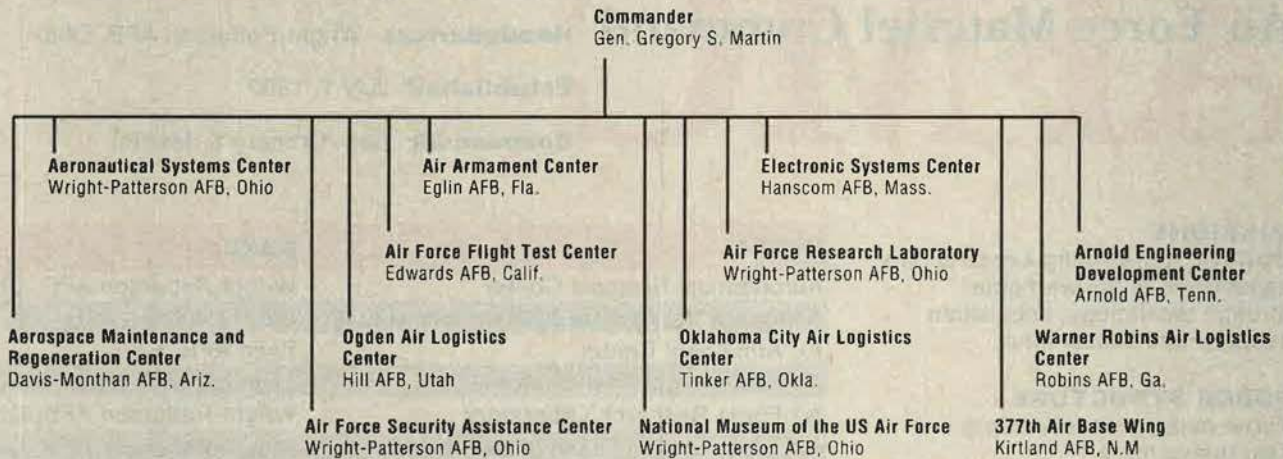 Commander
Gen. Gregory S. Martin
Aeronautical Systems Center
Wright-Patterson AFB, Ohio
Air Armament Center
Eglin AFB, Fla.
Electronic Systems Center
Hanscom AFB, Mass.
Air Force Flight Test Center
Edwards AFB, Calif.
Air Force Research Laboratory
Wright-Patterson AFB, Ohio
Arnold Engineering
Development Center
Arnold AFB, Tenn.
Aerospace Maintenance and
Regeneration Center
Davis-Monthan AFB, Ariz.
Ogden Air Logistics
Center
Hill AFB, Utah
Oklahoma City Air Logistics
Center
Tinker AFB, Okla.
Warner Robins Air Logistics
Center
Robins AFB, Ga.
Air Force Security Assistance Center
Wright-Patterson AFB, Ohio
National Museum of the US Air Force
Wright-Patterson AFB, Ohio
377th Air Base Wing
Kirtland AFB, N.M